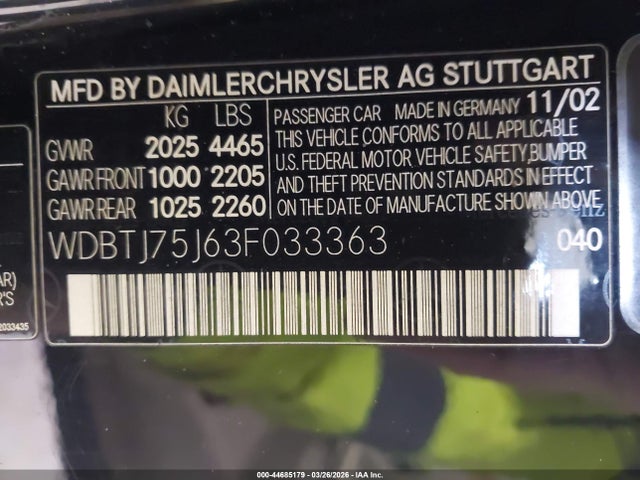 MFD BY DAIMLERCHRYSLER AG STUTTGART
KG LBS
GVWR 2025 4465
GAWR FRONT 1000 2205
GAWR REAR 1025 2260
PASSENGER CAR MADE IN GERMANY 11/02
THIS VEHICLE CONFORMS TO ALL APPLICABLE
U.S. FEDERAL MOTOR VEHICLE SAFETY, BUMPER
AND THEFT PREVENTION STANDARDS IN EFFECT
ON THE DATE OF MANUFACTURE SHOWN ABOVE
WDBTJ75J63F033363 040
AR)
R'S
2033435
000-44685179 | 03/26/2026 | IAA Inc.